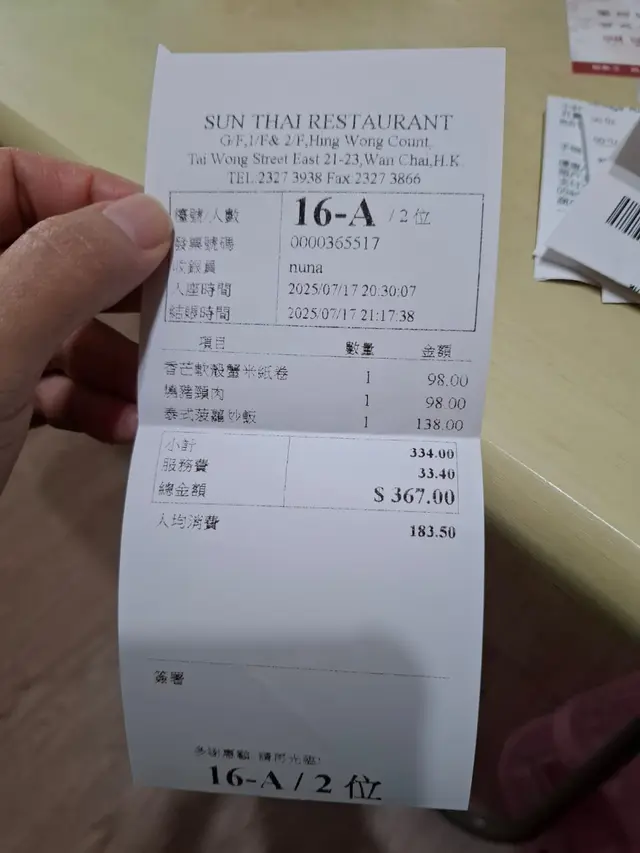 SUN THAI RESTAURANT
G/F,1/F& 2/F,Hing Wong Count,
Tai Wong Street East 21-23,Wan Chai,H.K.
TEL:2327 3938 Fax:2327 3866
檯號/人數 16-A / 2 位
發票號碼 0000365517
收銀員 nuna
入座時間 2025/07/17 20:30:07
結賬時間 2025/07/17 21:17:38
項目 數量 金額
香芒軟殼蟹米紙卷 1 98.00
燒豬頸肉 1 98.00
泰式菠蘿炒飯 1 138.00
小計 334.00
服務費 33.40
總金額 $ 367.00
人均消費 183.50
簽署
多謝惠顧 請再光臨!
16-A / 2 位